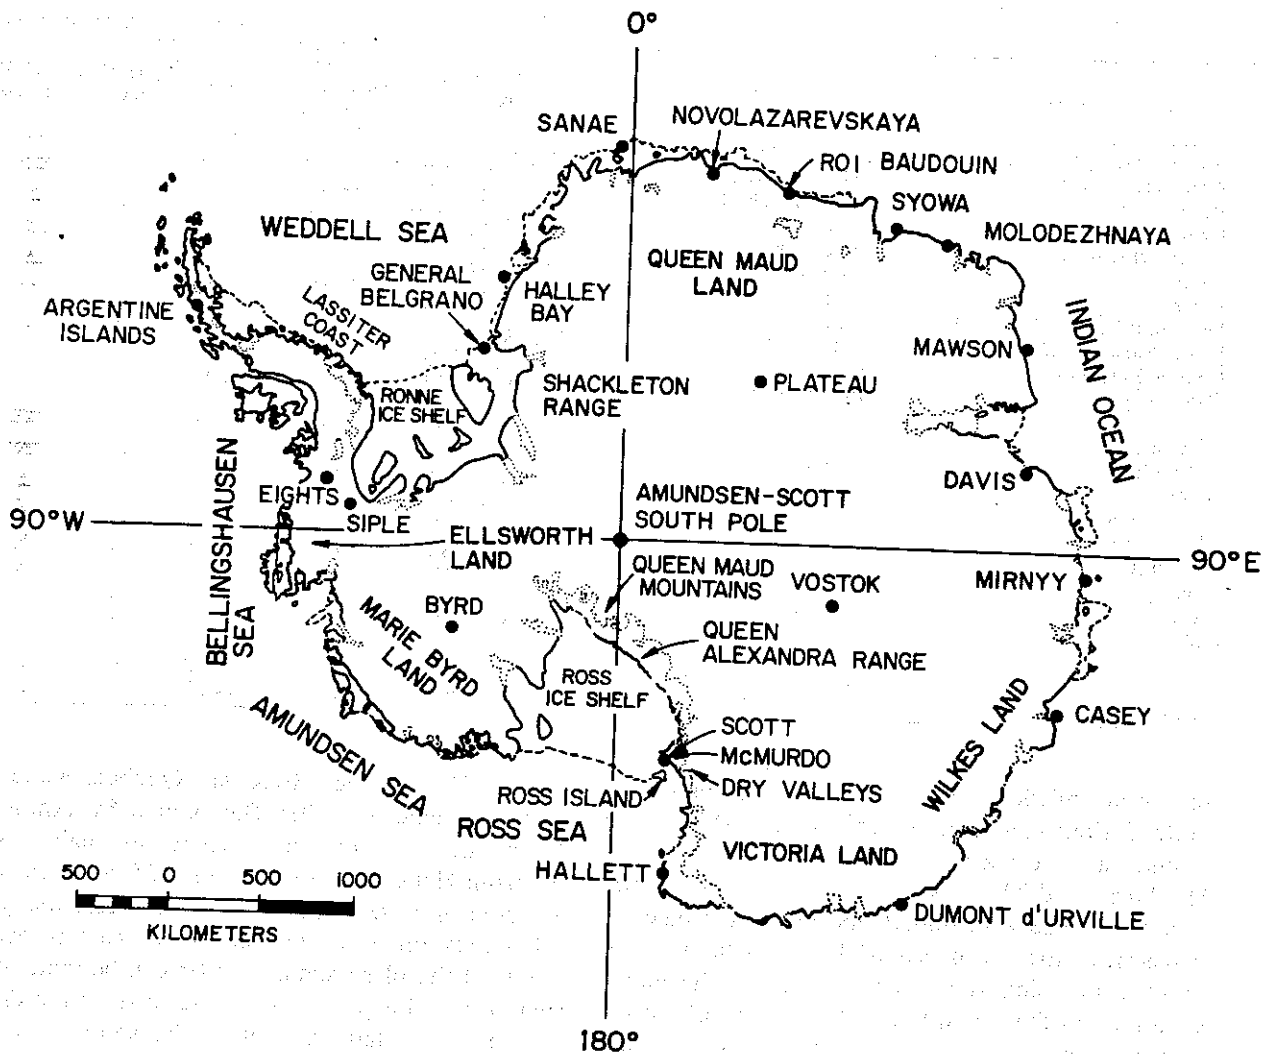 0°
SANAE
NOVOLAZAREVSKAYA
ROI BAUDOUIN
SYOWA
MOLODEZHNAYA
WEDDELL SEA
QUEEN MAUD
LAND
GENERAL
BELGRANO
HALLEY
BAY
ARGENTINE
ISLANDS
LASSITER
COAST
INDIAN OCEAN
MAWSON
PLATEAU
SHACKLETON
RANGE
RONNE
ICE SHELF
DAVIS
BELLINGSHAUSEN
SEA
EIGHTS
SIPLE
90°W
AMUNDSEN-SCOTT
SOUTH POLE
ELLSWORTH
LAND
90°E
QUEEN MAUD
MOUNTAINS
VOSTOK
MIRNYY
BYRD
MARIE BYRD
LAND
QUEEN
ALEXANDRA RANGE
ROSS
ICE SHELF
AMUNDSEN SEA
SCOTT
McMURDO
DRY VALLEYS
ROSS ISLAND
WILKES LAND
CASEY
ROSS SEA
VICTORIA LAND
HALLETT
DUMONT d'URVILLE
500 0 500 1000
KILOMETERS
180°